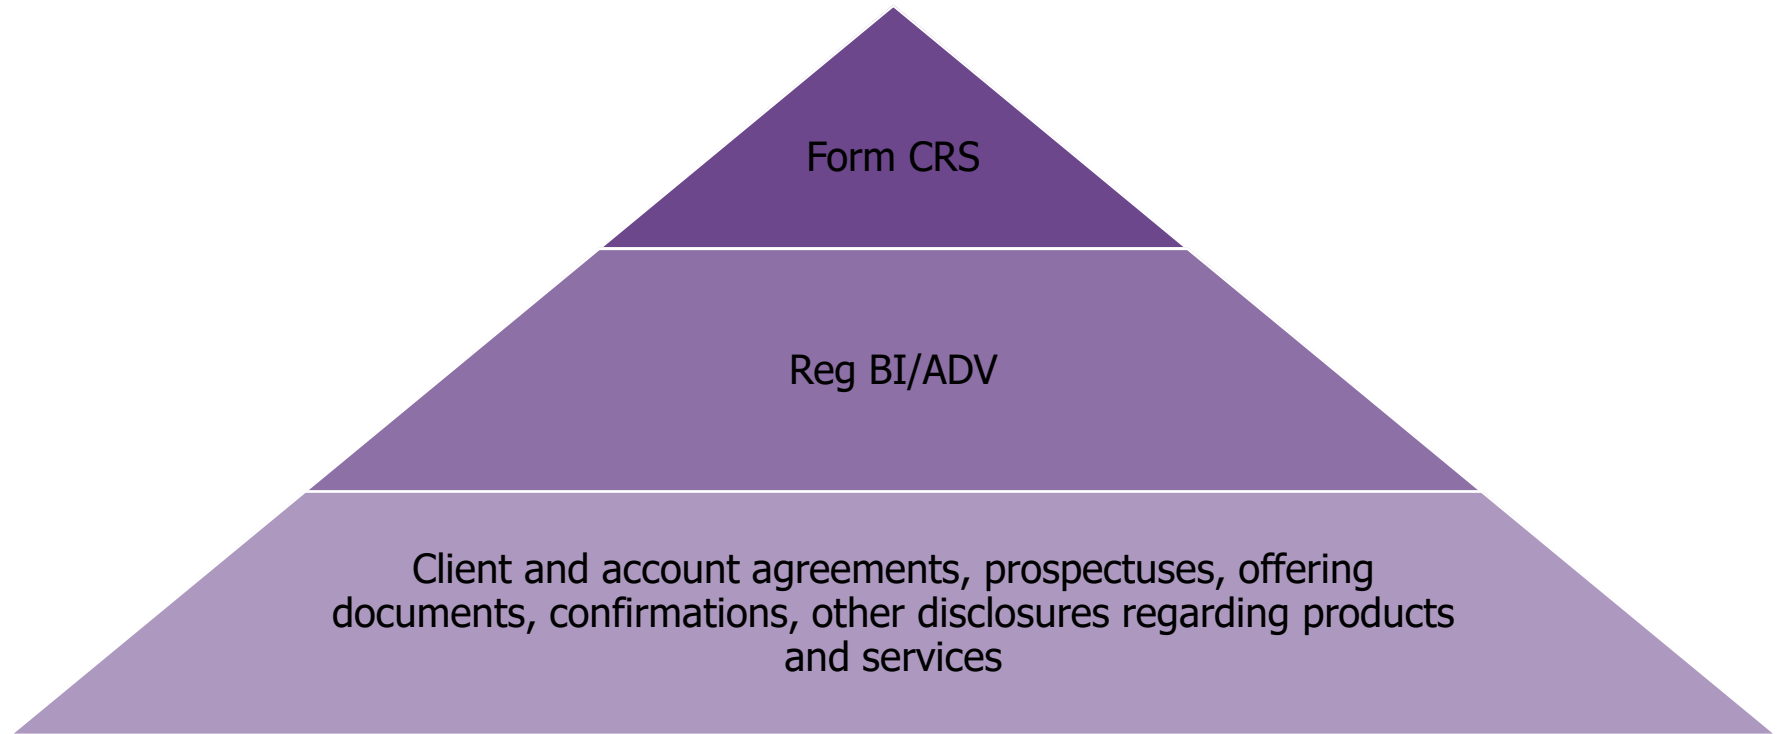 Form CRS
Reg BI/ADV
Client and account agreements, prospectuses, offering
documents, confirmations, other disclosures regarding products
and services